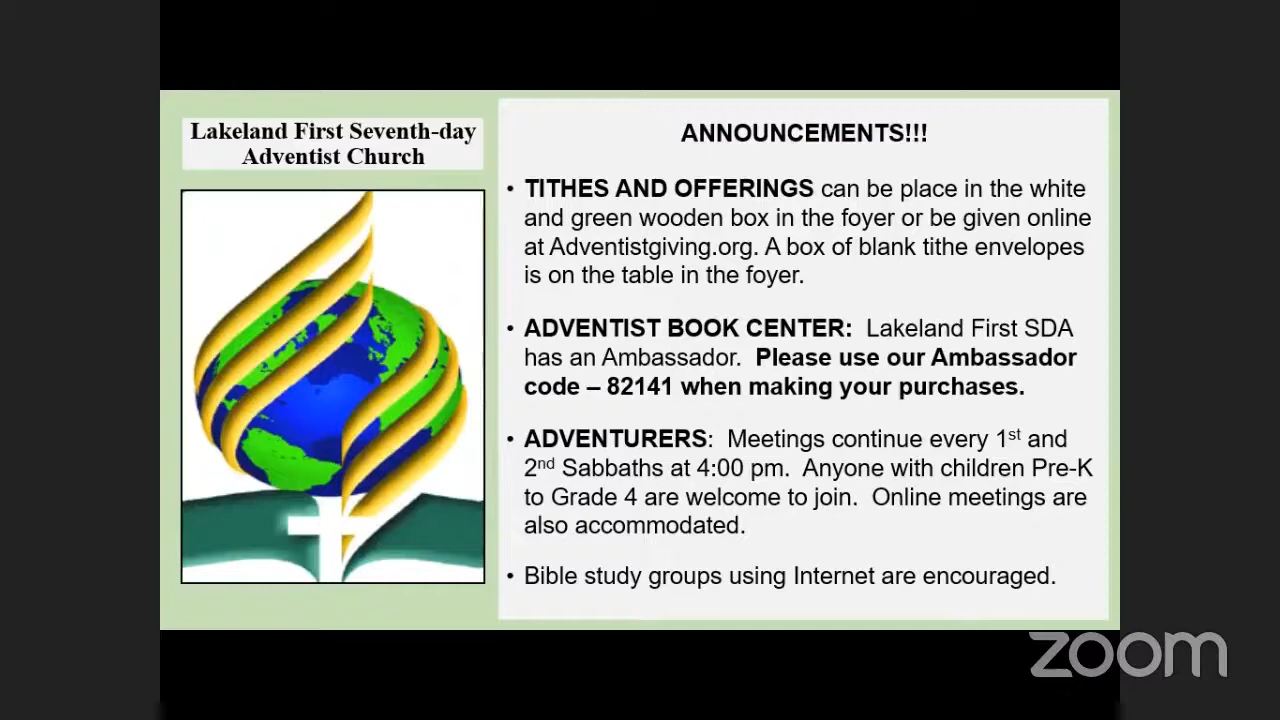 Lakeland First Seventh-day
Adventist Church
ANNOUNCEMENTS!!!
• TITHES AND OFFERINGS can be place in the white
and green wooden box in the foyer or be given online
at Adventistgiving.org. A box of blank tithe envelopes
is on the table in the foyer.
• ADVENTIST BOOK CENTER: Lakeland First SDA
has an Ambassador. Please use our Ambassador
code – 82141 when making your purchases.
• ADVENTURERS: Meetings continue every 1st and
2nd Sabbaths at 4:00 pm. Anyone with children Pre-K
to Grade 4 are welcome to join. Online meetings are
also accommodated.
• Bible study groups using Internet are encouraged.
zoom